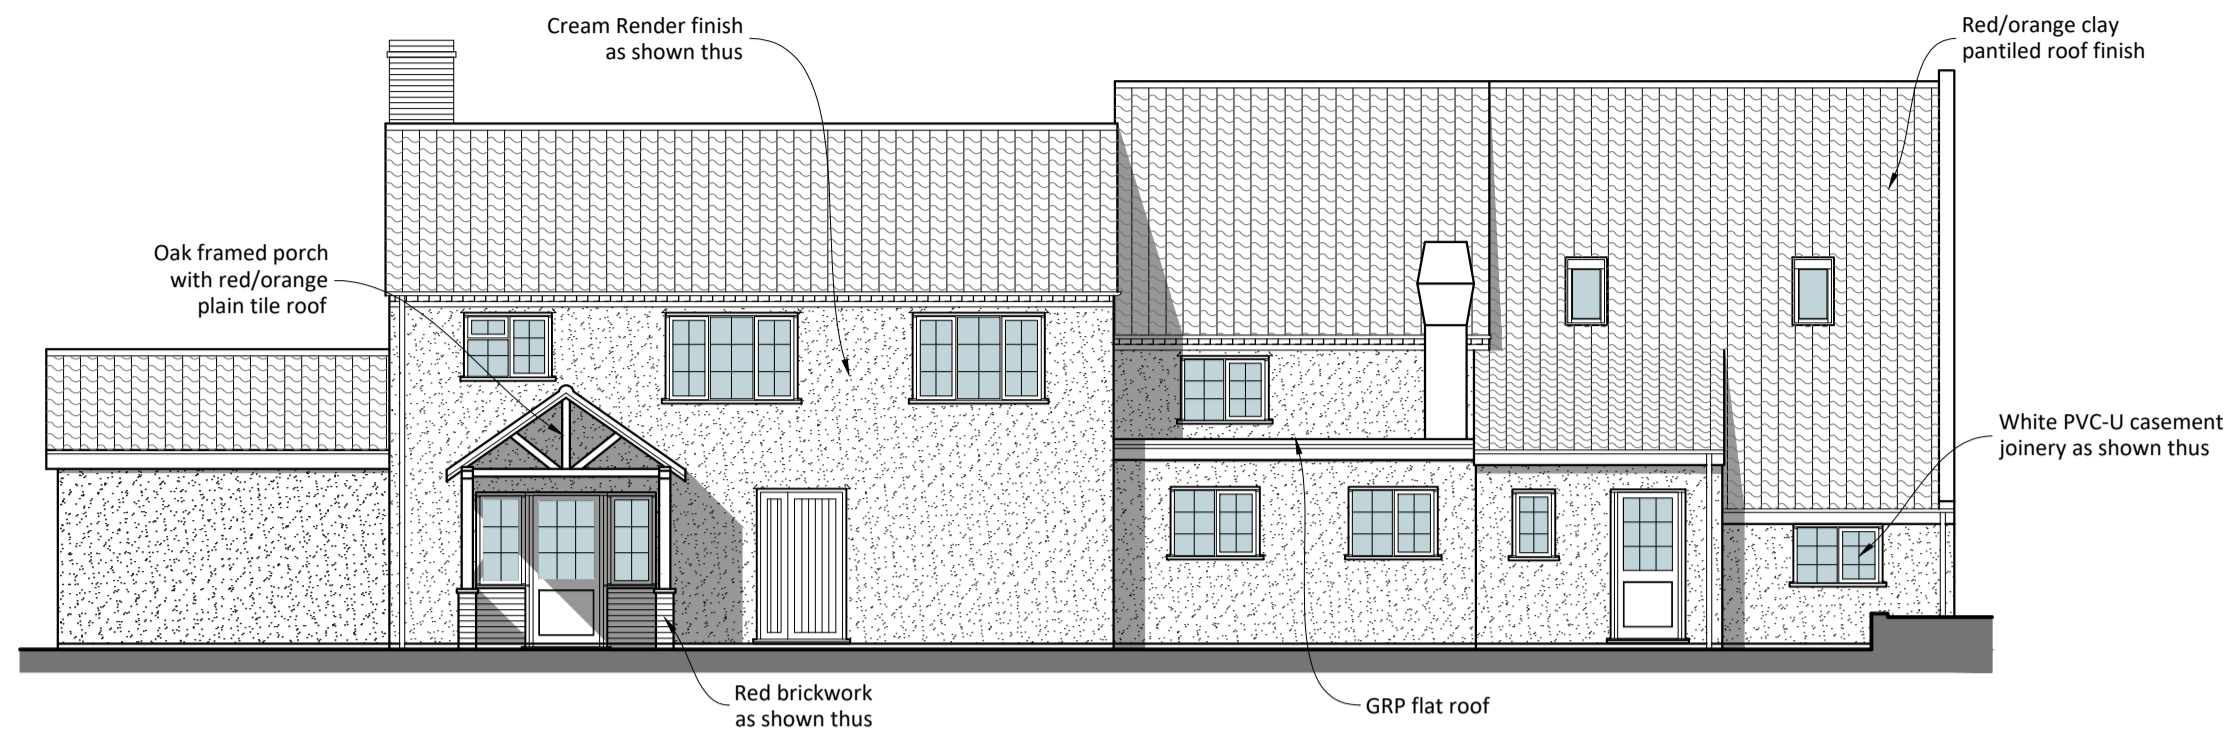 Cream Render finish
as shown thus
Red/orange clay
pantiled roof finish
Oak framed porch
with red/orange
plain tile roof
White PVC-U casement
joinery as shown thus
Red brickwork
as shown thus
GRP flat roof